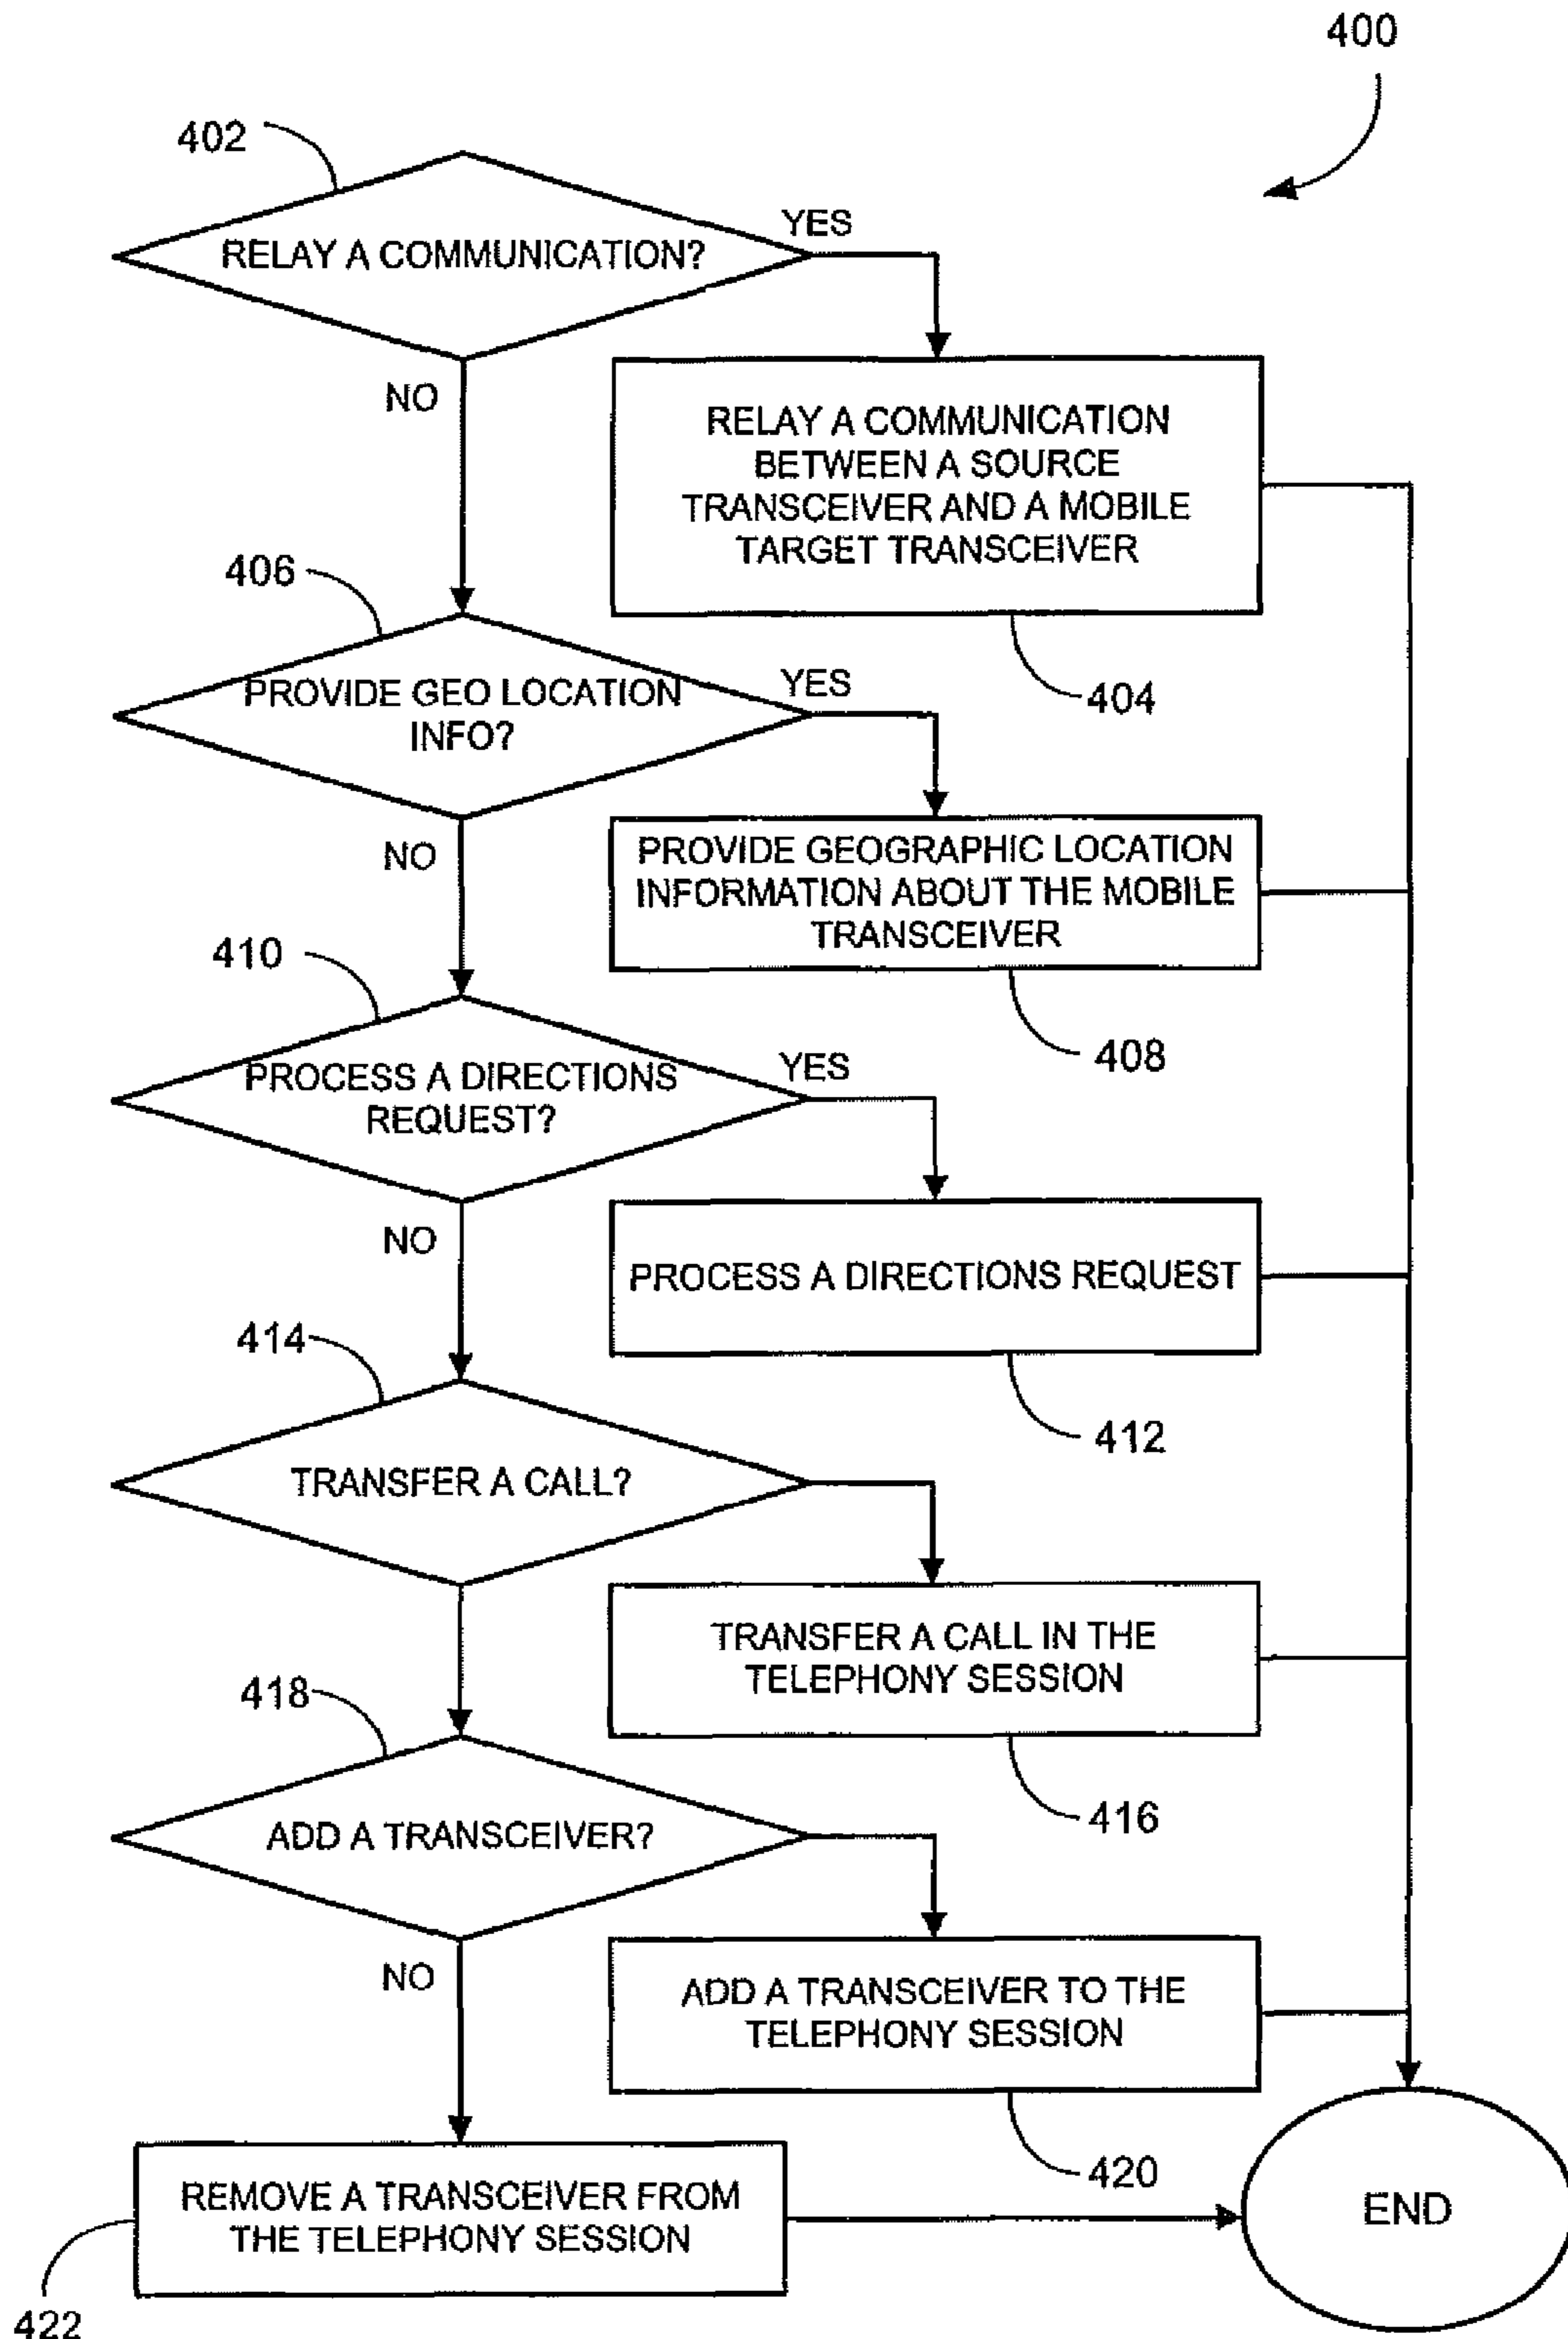 400
402
RELAY A COMMUNICATION?
YES
NO
RELAY A COMMUNICATION
BETWEEN A SOURCE
TRANSCEIVER AND A MOBILE
TARGET TRANSCEIVER
404
406
PROVIDE GEO LOCATION
INFO?
YES
NO
PROVIDE GEOGRAPHIC LOCATION
INFORMATION ABOUT THE MOBILE
TRANSCEIVER
408
410
PROCESS A DIRECTIONS
REQUEST?
YES
NO
PROCESS A DIRECTIONS REQUEST
412
414
TRANSFER A CALL?
TRANSFER A CALL IN THE
TELEPHONY SESSION
416
418
ADD A TRANSCEIVER?
NO
ADD A TRANSCEIVER TO THE
TELEPHONY SESSION
420
REMOVE A TRANSCEIVER FROM
THE TELEPHONY SESSION
422
END